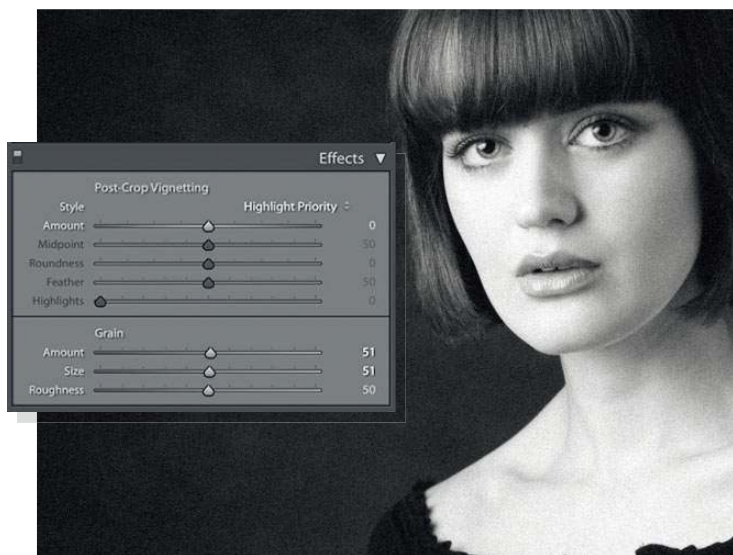 Effects ▼
Post-Crop Vignetting
Style Highlight Priority
Amount 0
Midpoint 50
Roundness 0
Feather 50
Highlights 0
Grain
Amount 51
Size 51
Roughness 50